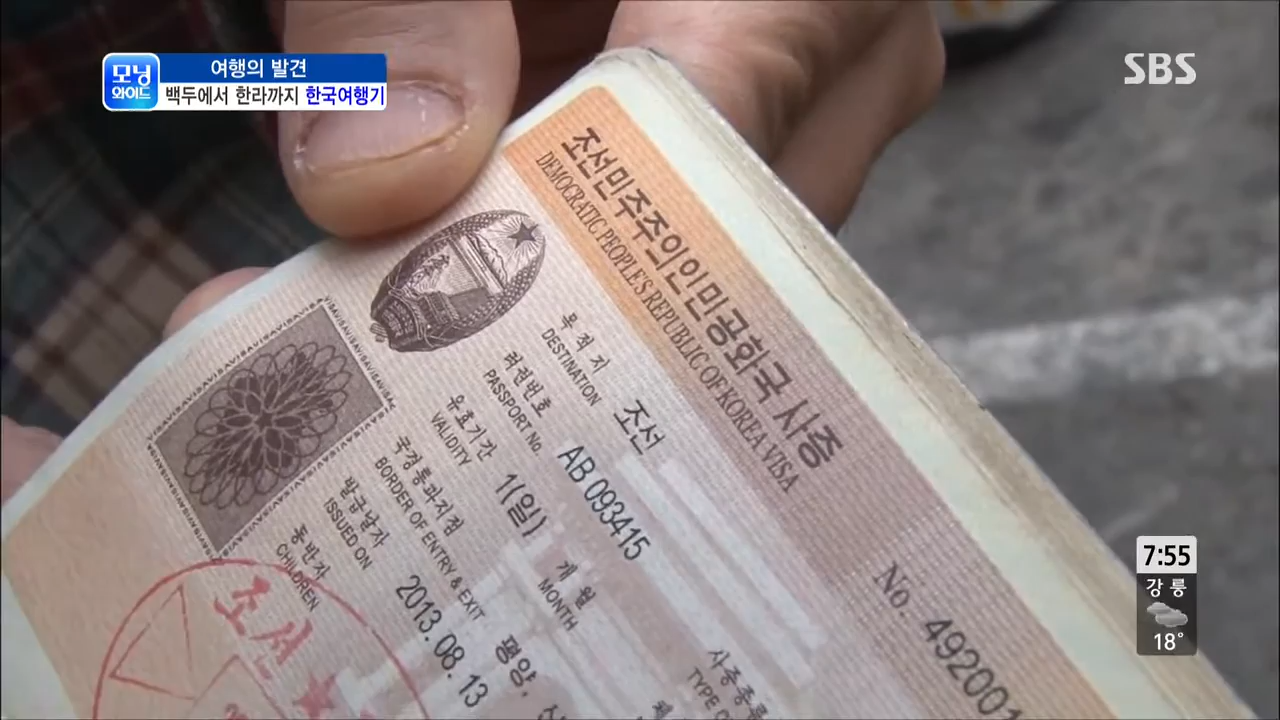 모닝
와이드
여행의 발견
백두에서 한라까지 한국여행기
SBS
조선민주주의인민공화국 사증
DEMOCRATIC PEOPLE'S REPUBLIC OF KOREA VISA
No. 492001
목적지
DESTINATION
조선
려권번호
PASSPORT No.
AB 093415
유효기간
VALIDITY
1(일)
개월
MONTH
국경통과지점
BORDER OF ENTRY & EXIT
평양,
발급날자
ISSUED ON
2013.08.13
동반자
CHILDREN
사증종류
조선
VISAVISAVISAVISAVISAVISA
7:55
강릉
18°